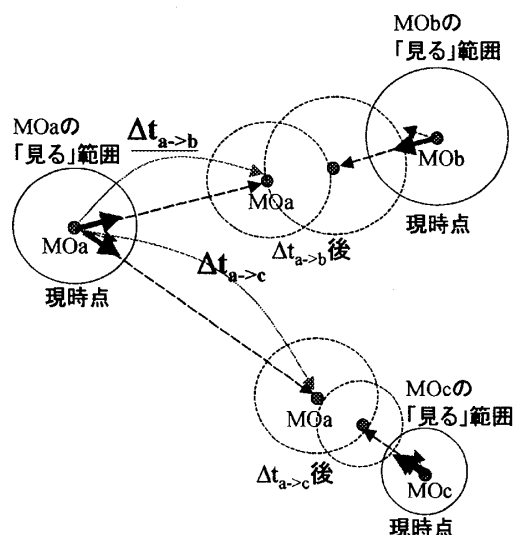 MObの
「見る」範囲
MOaの
「見る」範囲
Δta->b
MOb
MOa
現時点
MOa
Δta->b後
現時点
Δta->c
MOcの
「見る」範囲
MOa
Δta->c後
MOc
現時点